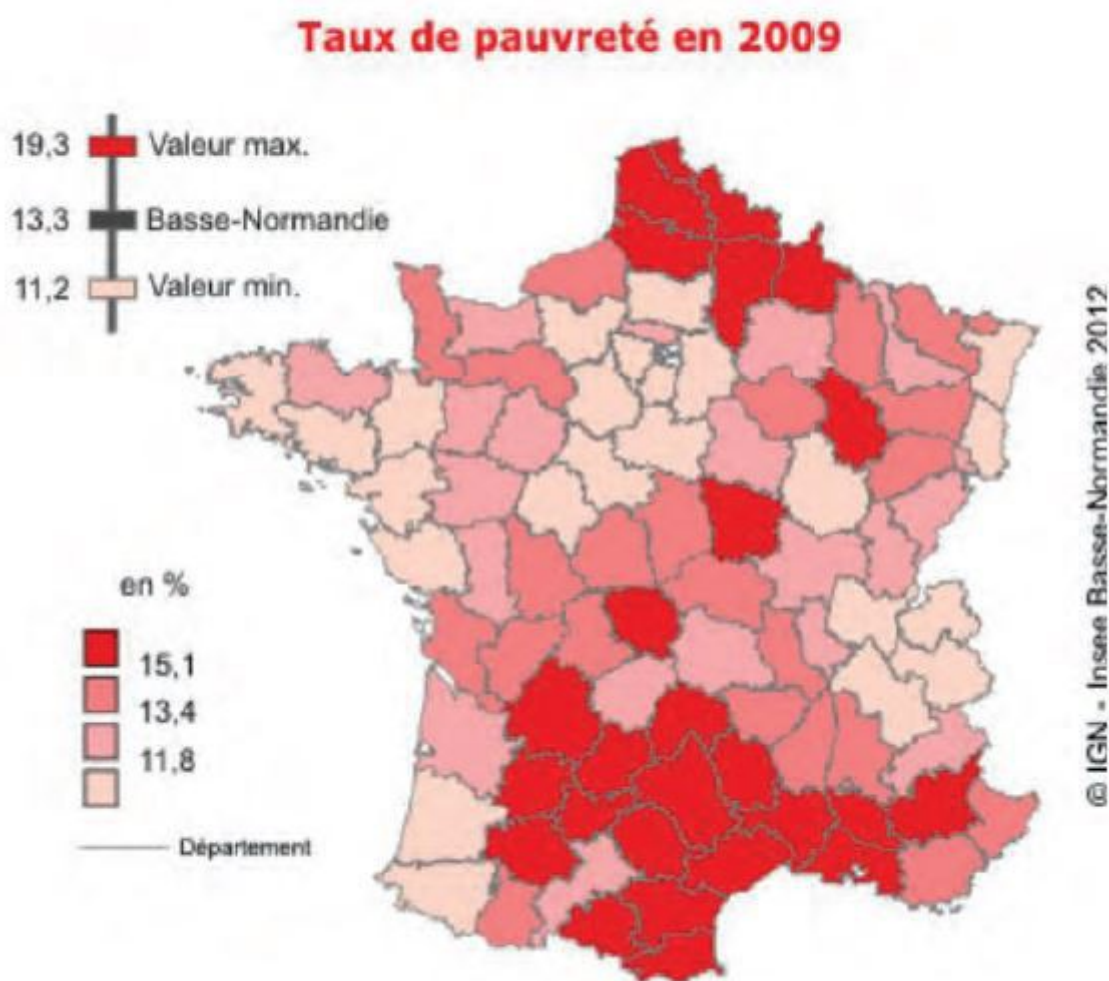 Taux de pauvreté en 2009
19,3 Valeur max.
13,3 Basse-Normandie
11,2 Valeur min.
en %
15,1
13,4
11,8
Département
© IGN - Insee Basse-Normandie 2012